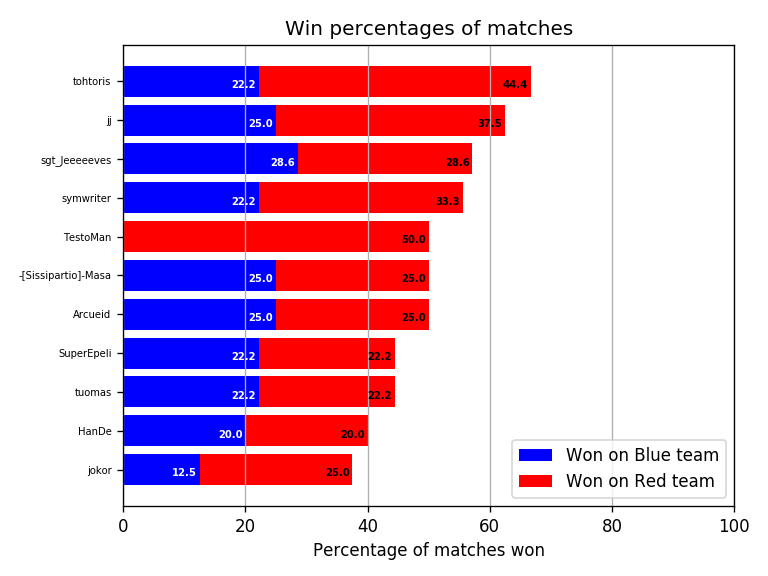 Win percentages of matches
tohtoris 22.2 44.4
jj 25.0 37.5
sgt_Jeeeeeves 28.6 28.6
symwriter 22.2 33.3
TestoMan 50.0
-[Sissipartio]-Masa 25.0 25.0
Arcueid 25.0 25.0
SuperEpeli 22.2 22.2
tuomas 22.2 22.2
HanDe 20.0 20.0
jokor 12.5 25.0
Won on Blue team
Won on Red team
0 20 40 60 80 100
Percentage of matches won